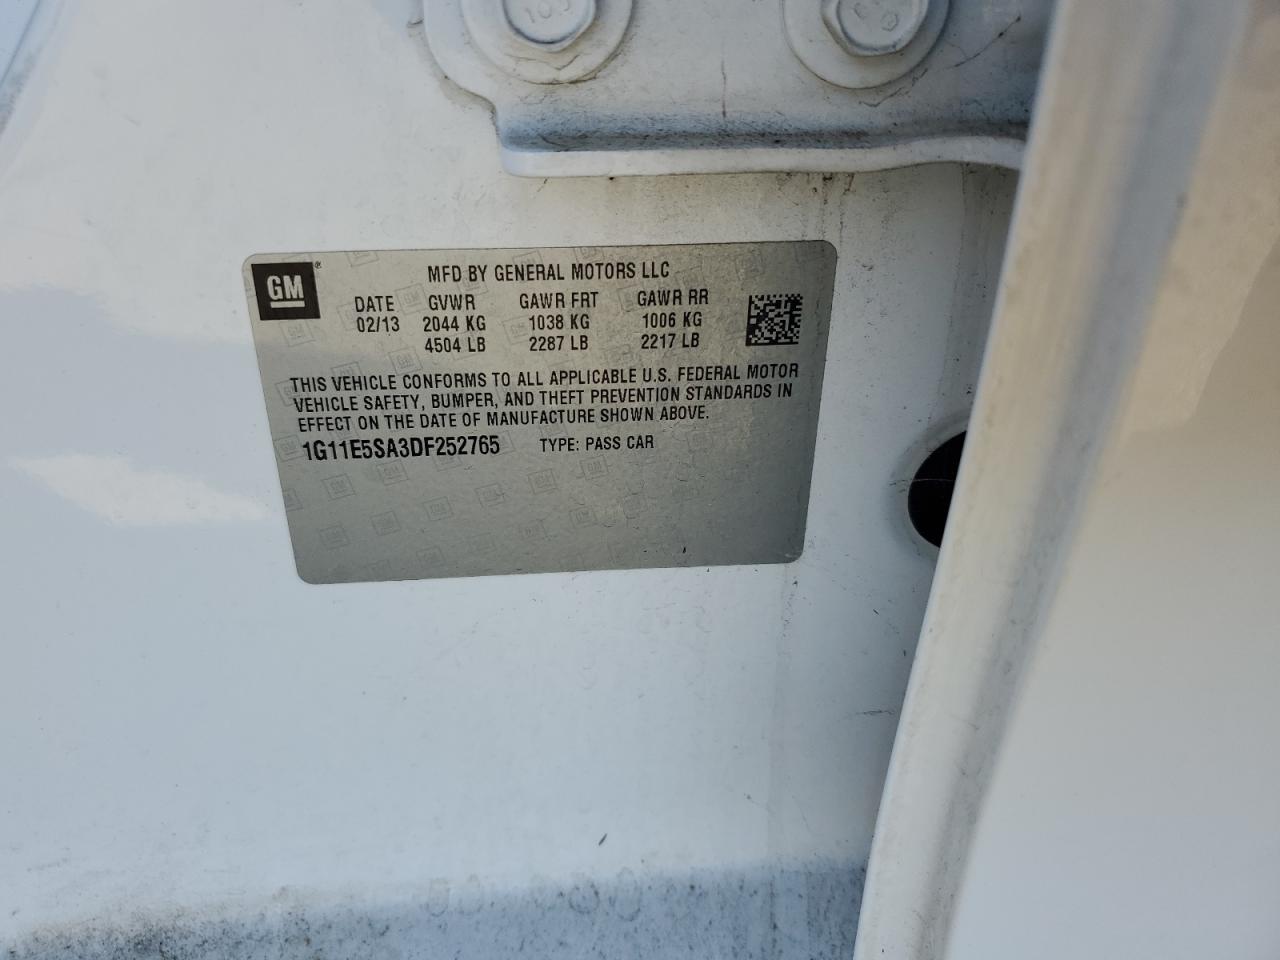 GM
MFD BY GENERAL MOTORS LLC
DATE GVWR GAWR FRT GAWR RR
02/13 2044 KG 1038 KG 1006 KG
4504 LB 2287 LB 2217 LB
THIS VEHICLE CONFORMS TO ALL APPLICABLE U.S. FEDERAL MOTOR
VEHICLE SAFETY, BUMPER, AND THEFT PREVENTION STANDARDS IN
EFFECT ON THE DATE OF MANUFACTURE SHOWN ABOVE.
1G11E5SA3DF252765 TYPE: PASS CAR